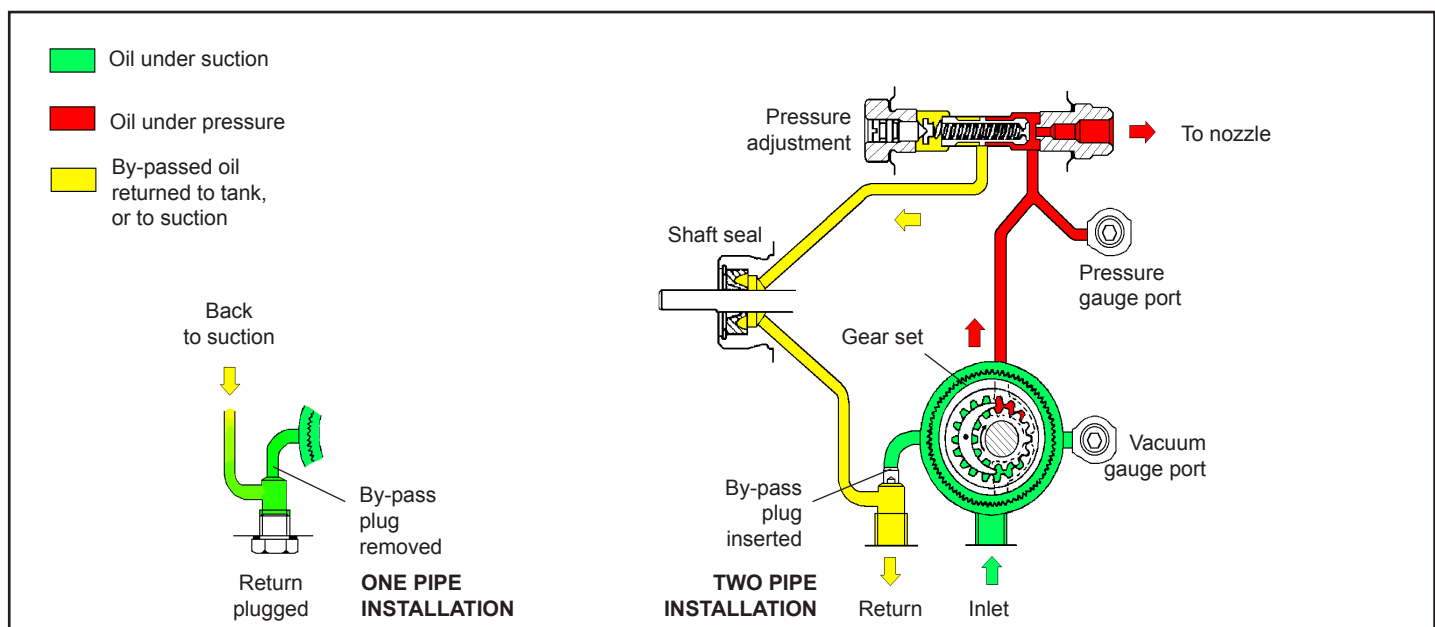 Oil under suction
Oil under pressure
By-passed oil
returned to tank,
or to suction
Pressure
adjustment
To nozzle
Shaft seal
Pressure
gauge port
Back
to suction
Gear set
Vacuum
gauge port
By-pass
plug
removed
By-pass
plug
inserted
Return
plugged
ONE PIPE
INSTALLATION
TWO PIPE
INSTALLATION
Return
Inlet